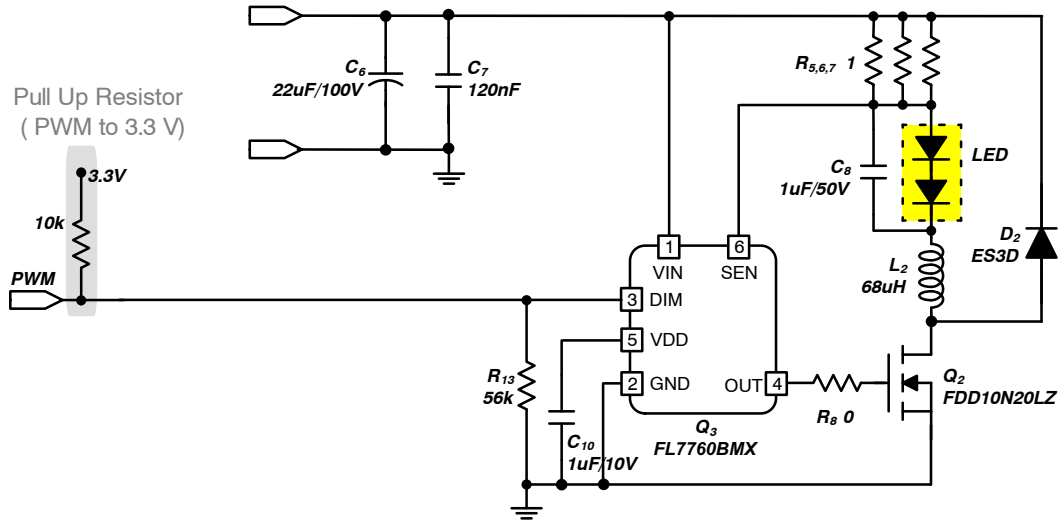 Pull Up Resistor
( PWM to 3.3 V)
3.3V
10k
PWM
C6
22uF/100V
C7
120nF
R5,6,7 1
C8
1uF/50V
LED
L2
68uH
D2
ES3D
1
VIN
6
SEN
3 DIM
5 VDD
2 GND
OUT 4
Q3
FL7760BMX
R13
56k
C10
1uF/10V
R8 0
Q2
FDD10N20LZ